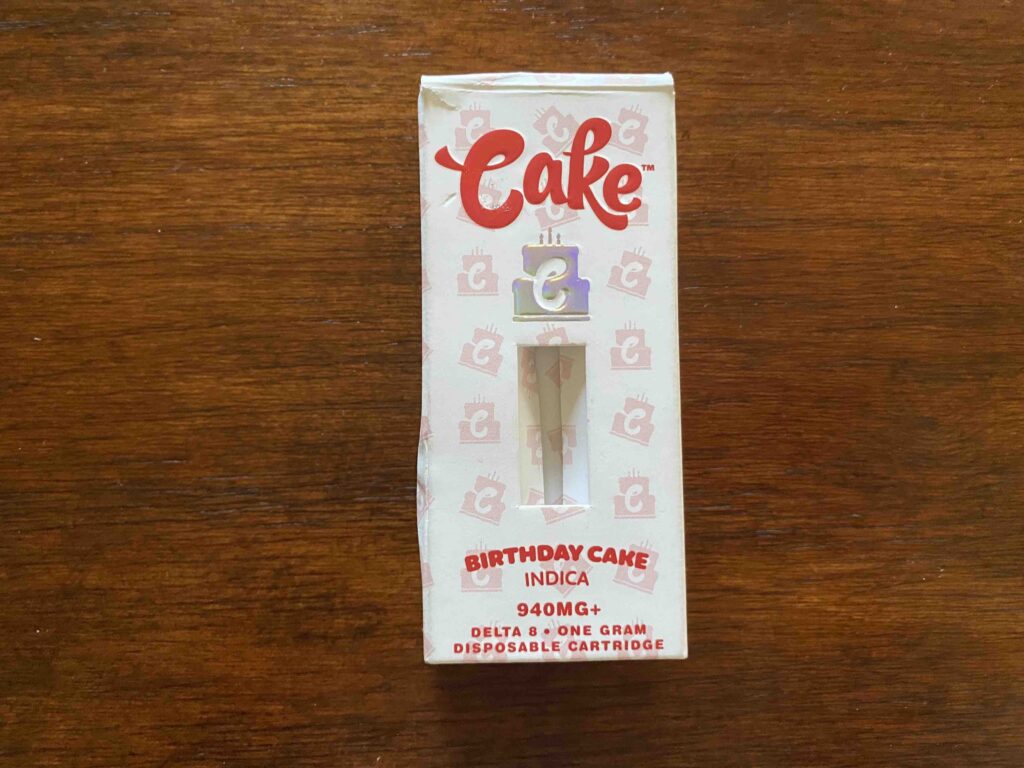 Cake™
C
BIRTHDAY CAKE
INDICA
940MG+
DELTA 8 • ONE GRAM
DISPOSABLE CARTRIDGE